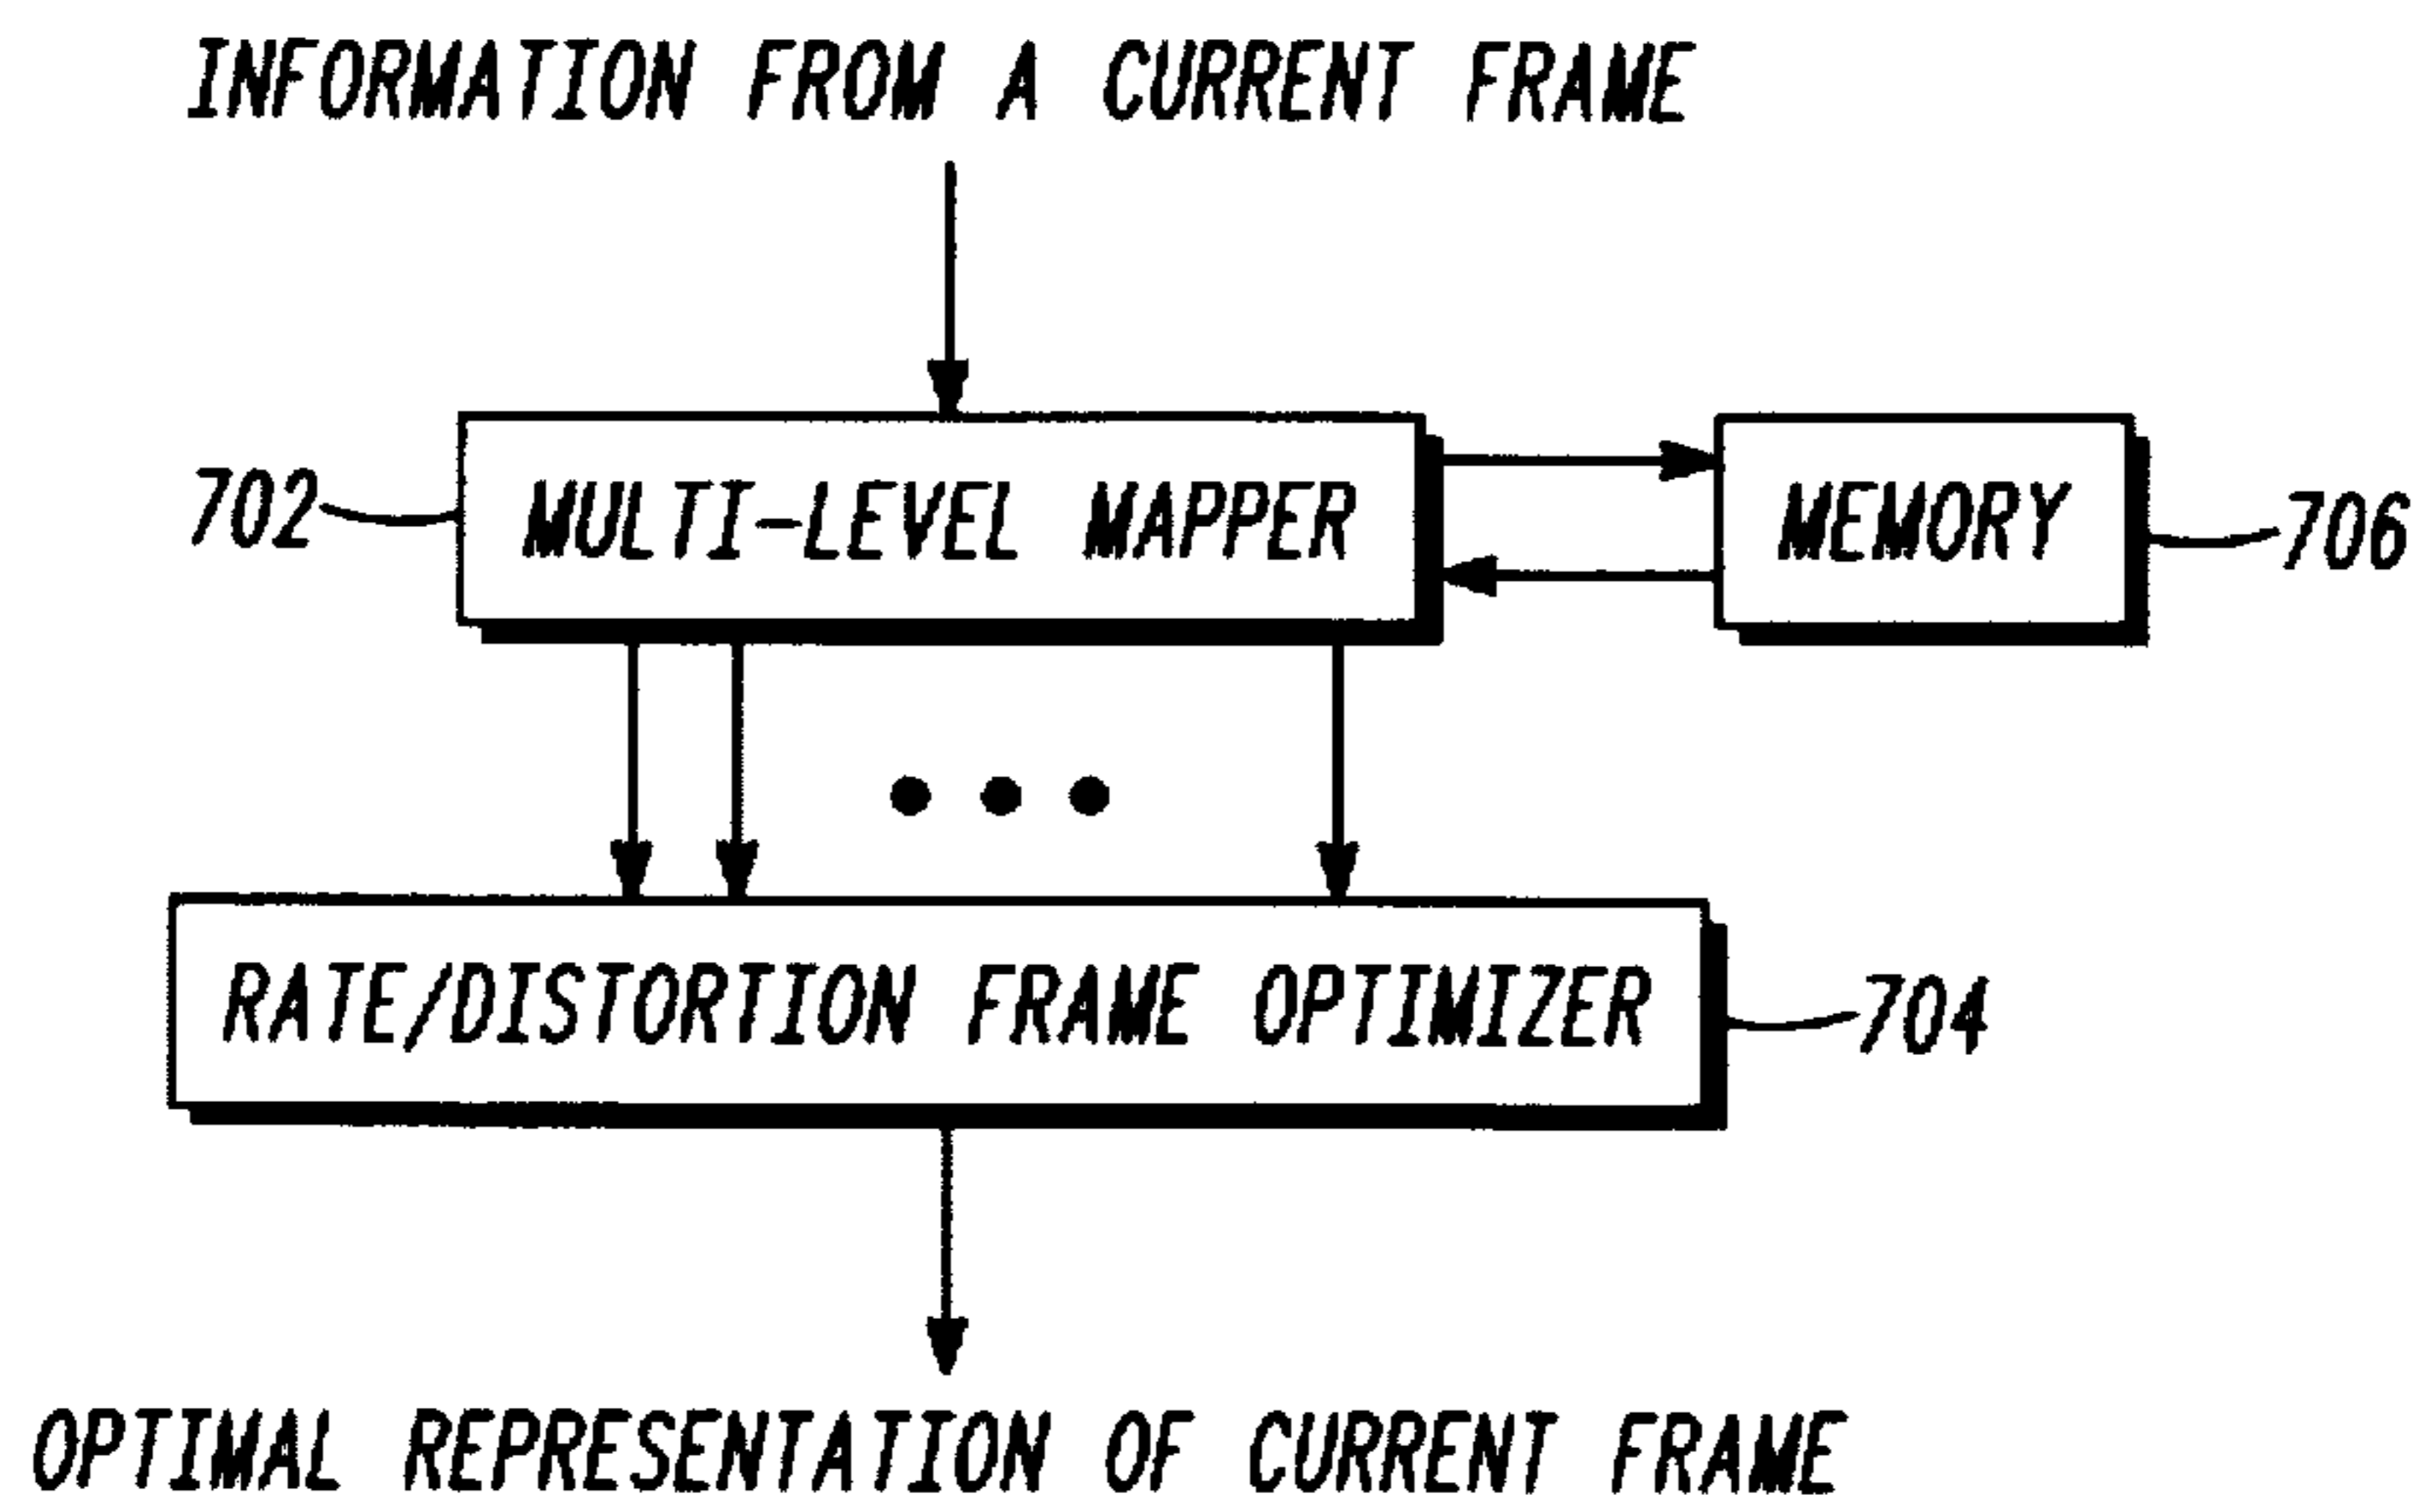 INFORMATION FROM A CURRENT FRAME
702
MULTI-LEVEL MAPPER
MEMORY
706
RATE/DISTORTION FRAME OPTIMIZER
704
OPTIMAL REPRESENTATION OF CURRENT FRAME